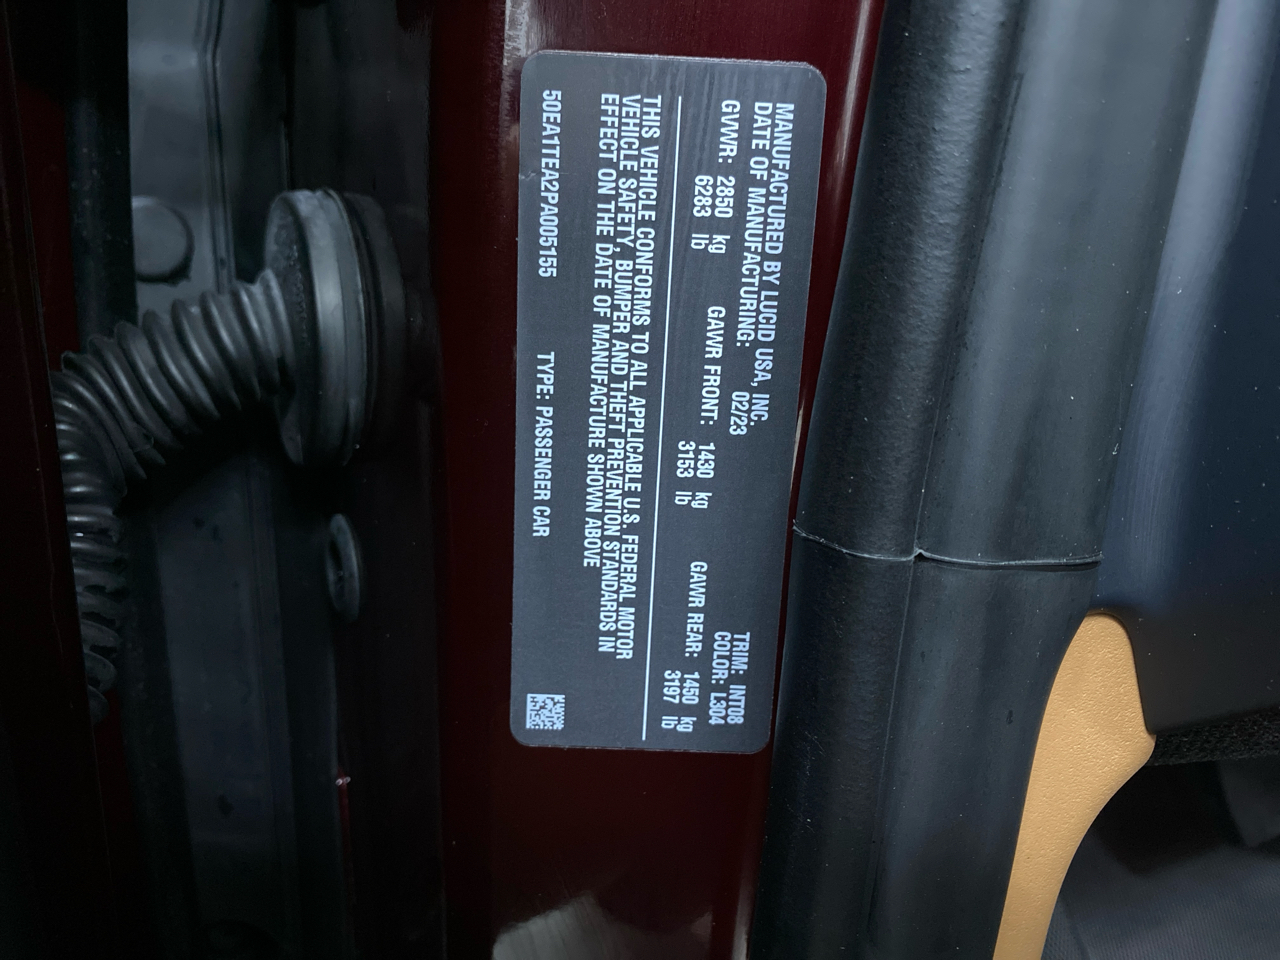 MANUFACTURED BY LUCID USA, INC.
DATE OF MANUFACTURING: 02/23 TRIM: INT08
COLOR: L304
GVWR: 2850 kg GAWR FRONT: 1430 kg GAWR REAR: 1450 kg
6283 lb 3153 lb 3197 lb
THIS VEHICLE CONFORMS TO ALL APPLICABLE U.S. FEDERAL MOTOR
VEHICLE SAFETY, BUMPER AND THEFT PREVENTION STANDARDS IN
EFFECT ON THE DATE OF MANUFACTURE SHOWN ABOVE
50EA1TEA2PA005155 TYPE: PASSENGER CAR